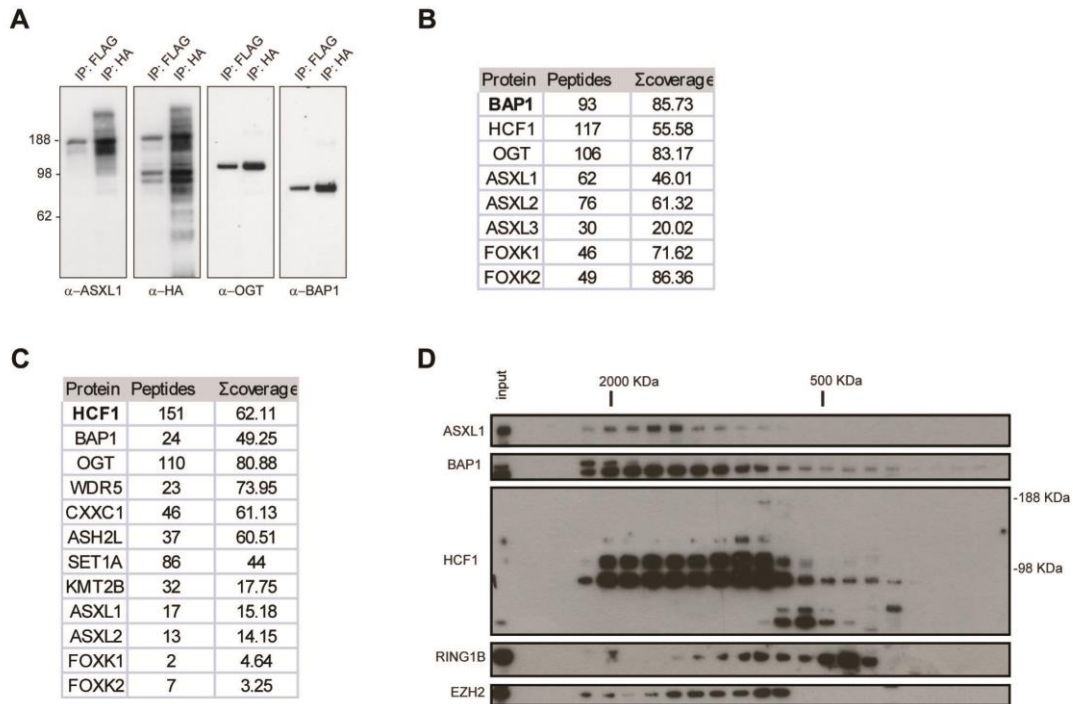 A
IP: FLAG
IP: HA
IP: FLAG
IP: HA
IP: FLAG
IP: HA
IP: FLAG
IP: HA
188 -
98 -
62 -
α–ASXL1 α–HA α–OGT α–BAP1
B
Protein Peptides Σcoverage
BAP1 93 85.73
HCF1 117 55.58
OGT 106 83.17
ASXL1 62 46.01
ASXL2 76 61.32
ASXL3 30 20.02
FOXK1 46 71.62
FOXK2 49 86.36
C
Protein Peptides Σcoverage
HCF1 151 62.11
BAP1 24 49.25
OGT 110 80.88
WDR5 23 73.95
CXXC1 46 61.13
ASH2L 37 60.51
SET1A 86 44
KMT2B 32 17.75
ASXL1 17 15.18
ASXL2 13 14.15
FOXK1 2 4.64
FOXK2 7 3.25
D
input
2000 KDa 500 KDa
ASXL1
BAP1
-188 KDa
HCF1
-98 KDa
RING1B
EZH2